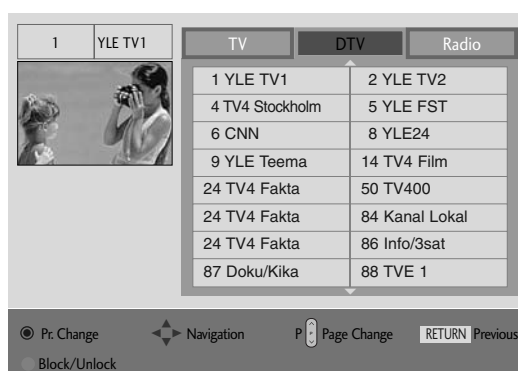 1 YLE TV1
TV DTV Radio
1 YLE TV1 2 YLE TV2
4 TV4 Stockholm 5 YLE FST
6 CNN 8 YLE24
9 YLE Teema 14 TV4 Film
24 TV4 Fakta 50 TV400
24 TV4 Fakta 84 Kanal Lokal
24 TV4 Fakta 86 Info/3sat
87 Doku/Kika 88 TVE 1
Pr. Change Navigation P Page Change RETURN Previous
Block/Unlock